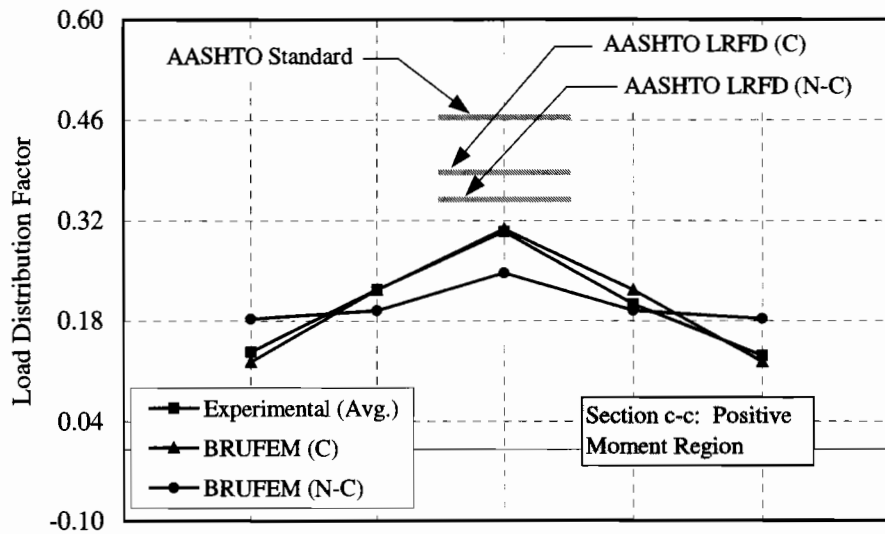 0.60
AASHTO Standard
AASHTO LRFD (C)
AASHTO LRFD (N-C)
0.46
0.32
0.18
0.04
-0.10
Load Distribution Factor
Experimental (Avg.)
BRUFEM (C)
BRUFEM (N-C)
Section c-c: Positive
Moment Region